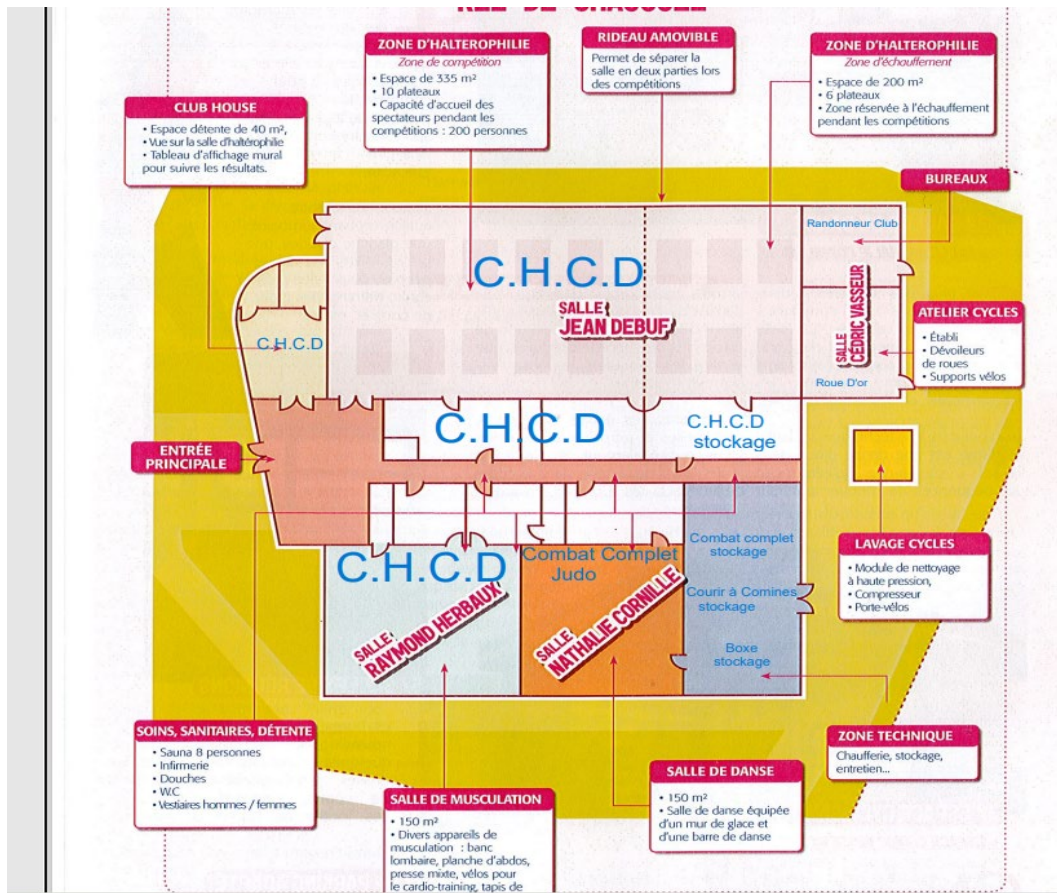 REZ DE CHAUSSÉE
ZONE D'HALTEROPHILIE
Zone de compétition
• Espace de 335 m²
• 10 plateaux
• Capacité d'accueil des
spectateurs pendant les
compétitions : 200 personnes
RIDEAU AMOVIBLE
Permet de séparer la
salle en deux parties lors
des compétitions
ZONE D'HALTEROPHILIE
Zone d'échauffement
• Espace de 200 m²
• 6 plateaux
• Zone réservée à l'échauffement
pendant les compétitions
CLUB HOUSE
• Espace détente de 40 m²,
• Vue sur la salle d'haltérophilie
• Tableau d'affichage mural
pour suivre les résultats.
BUREAUX
Randonneur Club
C.H.C.D
SALLE
JEAN DEBUF
SALLE
CÉDRIC VASSEUR
ATELIER CYCLES
• Établi
• Dévoileurs
de roues
• Supports vélos
C.H.C.D
Roue D'or
C.H.C.D
C.H.C.D
stockage
ENTRÉE
PRINCIPALE
LAVAGE CYCLES
• Module de nettoyage
à haute pression,
• Compresseur
• Porte-vélos
C.H.C.D
SALLE
RAYMOND HERBAUX
Combat Complet
Judo
SALLE
NATHALIE CORNILLE
Combat complet
stockage
Courir à Comines
stockage
Boxe
stockage
SOINS, SANITAIRES, DÉTENTE
• Sauna 8 personnes
• Infirmerie
• Douches
• W.C
• Vestiaires hommes / femmes
ZONE TECHNIQUE
Chaufferie, stockage,
entretien...
SALLE DE MUSCULATION
• 150 m²
• Divers appareils de
musculation : banc
lombaire, planche d'abdos,
presse mixte, vélos pour
le cardio-training, tapis de
SALLE DE DANSE
• 150 m²
• Salle de danse équipée
d'un mur de glace et
d'une barre de danse